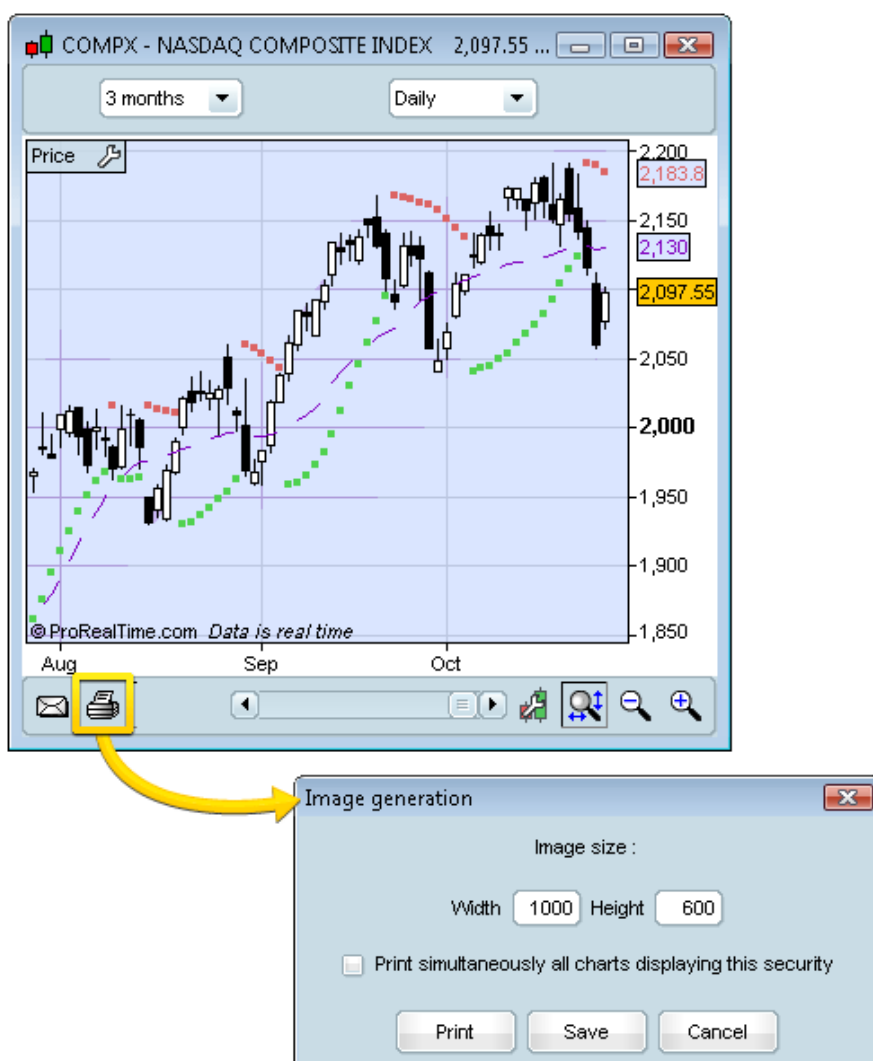 COMPX - NASDAQ COMPOSITE INDEX 2,097.55 ...
3 months Daily
Price
2,200
2,183.8
2,150
2,130
2,097.55
2,050
2,000
1,950
1,900
1,850
© ProRealTime.com Data is real time
Aug Sep Oct
Image generation
Image size :
Width 1000 Height 600
Print simultaneously all charts displaying this security
Print Save Cancel